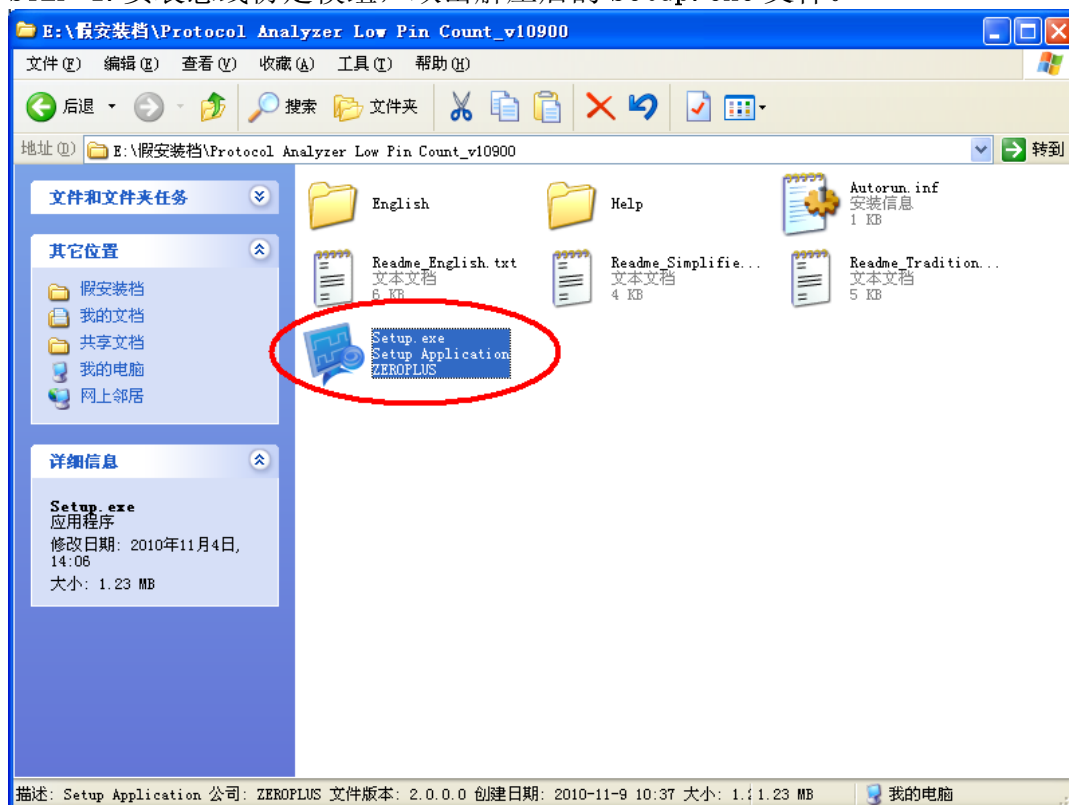 E:\假安装档\Protocol Analyzer Low Pin Count_v10900
文件(F) 编辑(E) 查看(V) 收藏(A) 工具(T) 帮助(H)
后退 搜索 文件夹
地址(D) E:\假安装档\Protocol Analyzer Low Pin Count_v10900 转到
文件和文件夹任务
其它位置
假安装档
我的文档
共享文档
我的电脑
网上邻居
详细信息
Setup.exe
应用程序
修改日期: 2010年11月4日,
14:06
大小: 1.23 MB
English
Help
Autorun.inf
安装信息
1 KB
Readme_English.txt
文本文档
6 KB
Readme_Simplifie...
文本文档
4 KB
Readme_Tradition...
文本文档
5 KB
Setup.exe
Setup Application
ZEROPLUS
描述: Setup Application 公司: ZEROPLUS 文件版本: 2.0.0.0 创建日期: 2010-11-9 10:37 大小: 1.23 MB 我的电脑